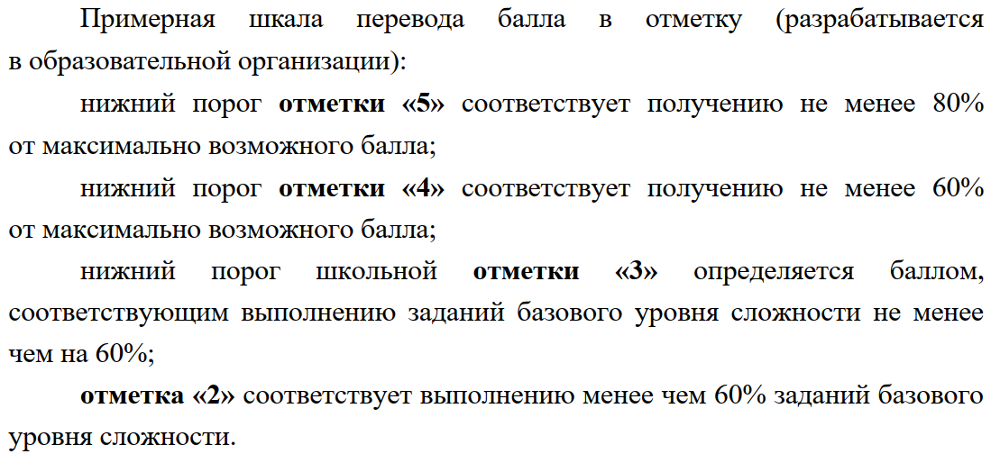 Примерная шкала перевода балла в отметку (разрабатывается
в образовательной организации):
нижний порог отметки «5» соответствует получению не менее 80%
от максимально возможного балла;
нижний порог отметки «4» соответствует получению не менее 60%
от максимально возможного балла;
нижний порог школьной отметки «3» определяется баллом,
соответствующим выполнению заданий базового уровня сложности не менее
чем на 60%;
отметка «2» соответствует выполнению менее чем 60% заданий базового
уровня сложности.